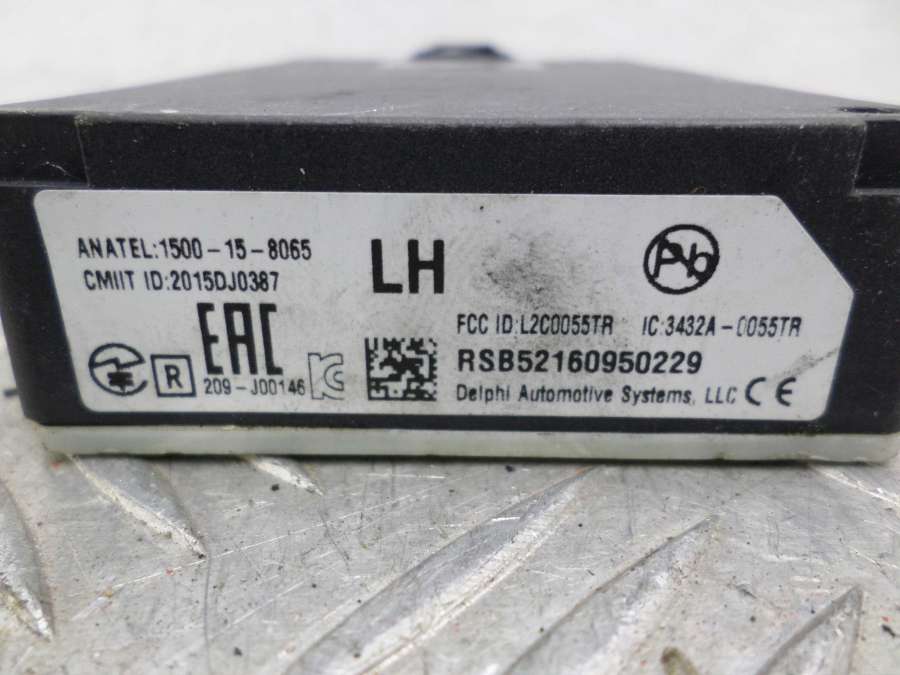 ANATEL:1500-15-8065
CMIIT ID:2015DJ0387
LH
Pb
EAC
FCC ID:L2C0055TR IC:3432A-0055TR
R
209-J00146
RSB52160950229
Delphi Automotive Systems, LLC CE